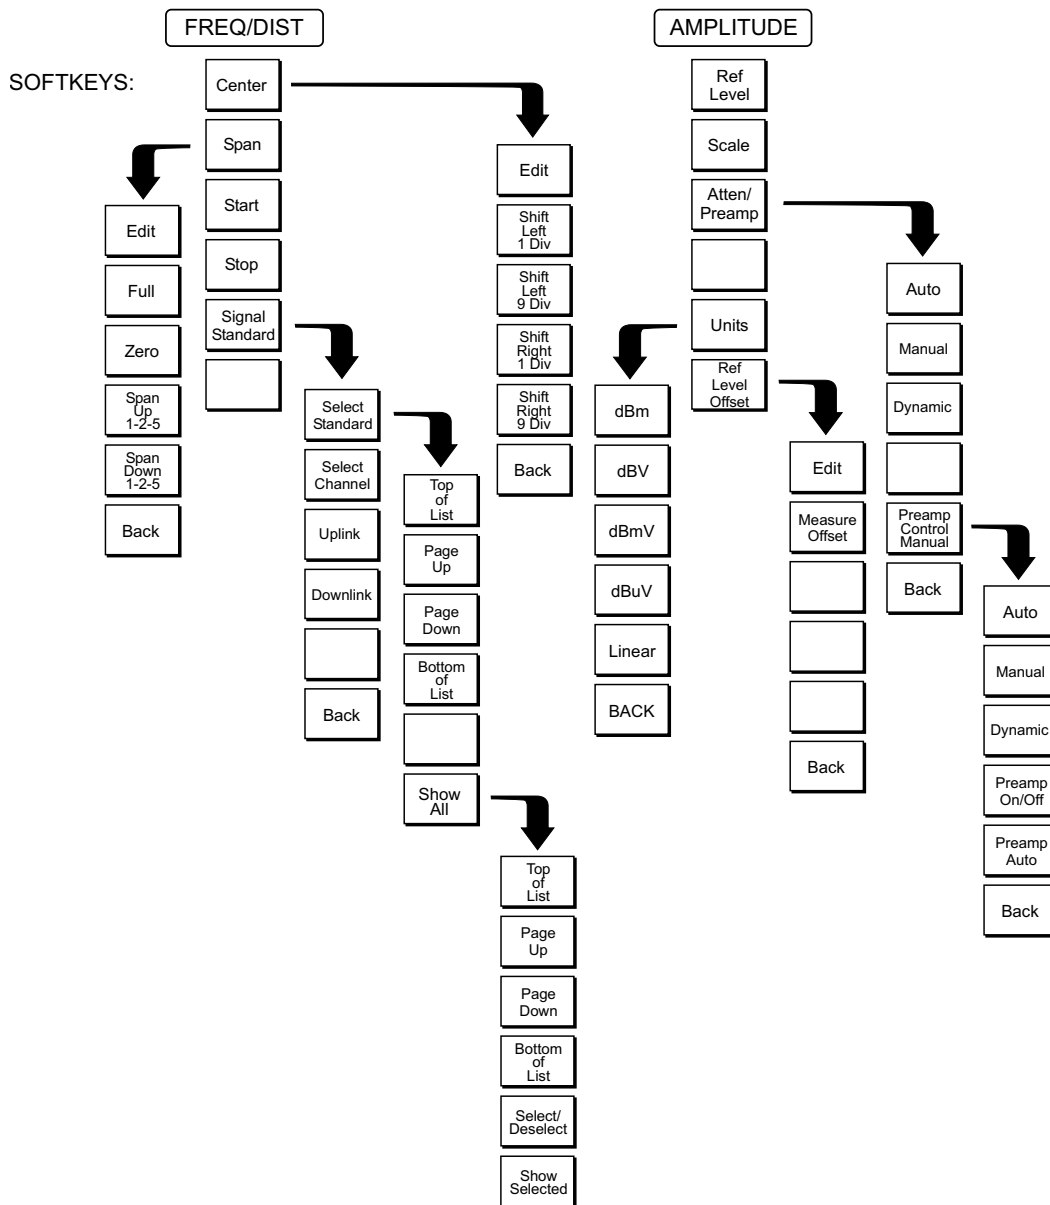 FREQ/DIST
AMPLITUDE
SOFTKEYS:
Center
Span
Start
Stop
Signal
Standard
Edit
Full
Zero
Span
Up
1-2-5
Span
Down
1-2-5
Back
Edit
Shift
Left
1 Div
Shift
Left
9 Div
Shift
Right
1 Div
Shift
Right
9 Div
Back
Select
Standard
Select
Channel
Uplink
Downlink
Back
Top
of
List
Page
Up
Page
Down
Bottom
of
List
Show
All
Top
of
List
Page
Up
Page
Down
Bottom
of
List
Select/
Deselect
Show
Selected
Ref
Level
Scale
Atten/
Preamp
Units
Ref
Level
Offset
dBm
dBV
dBmV
dBuV
Linear
BACK
Edit
Measure
Offset
Back
Auto
Manual
Dynamic
Preamp
Control
Manual
Back
Auto
Manual
Dynamic
Preamp
On/Off
Preamp
Auto
Back